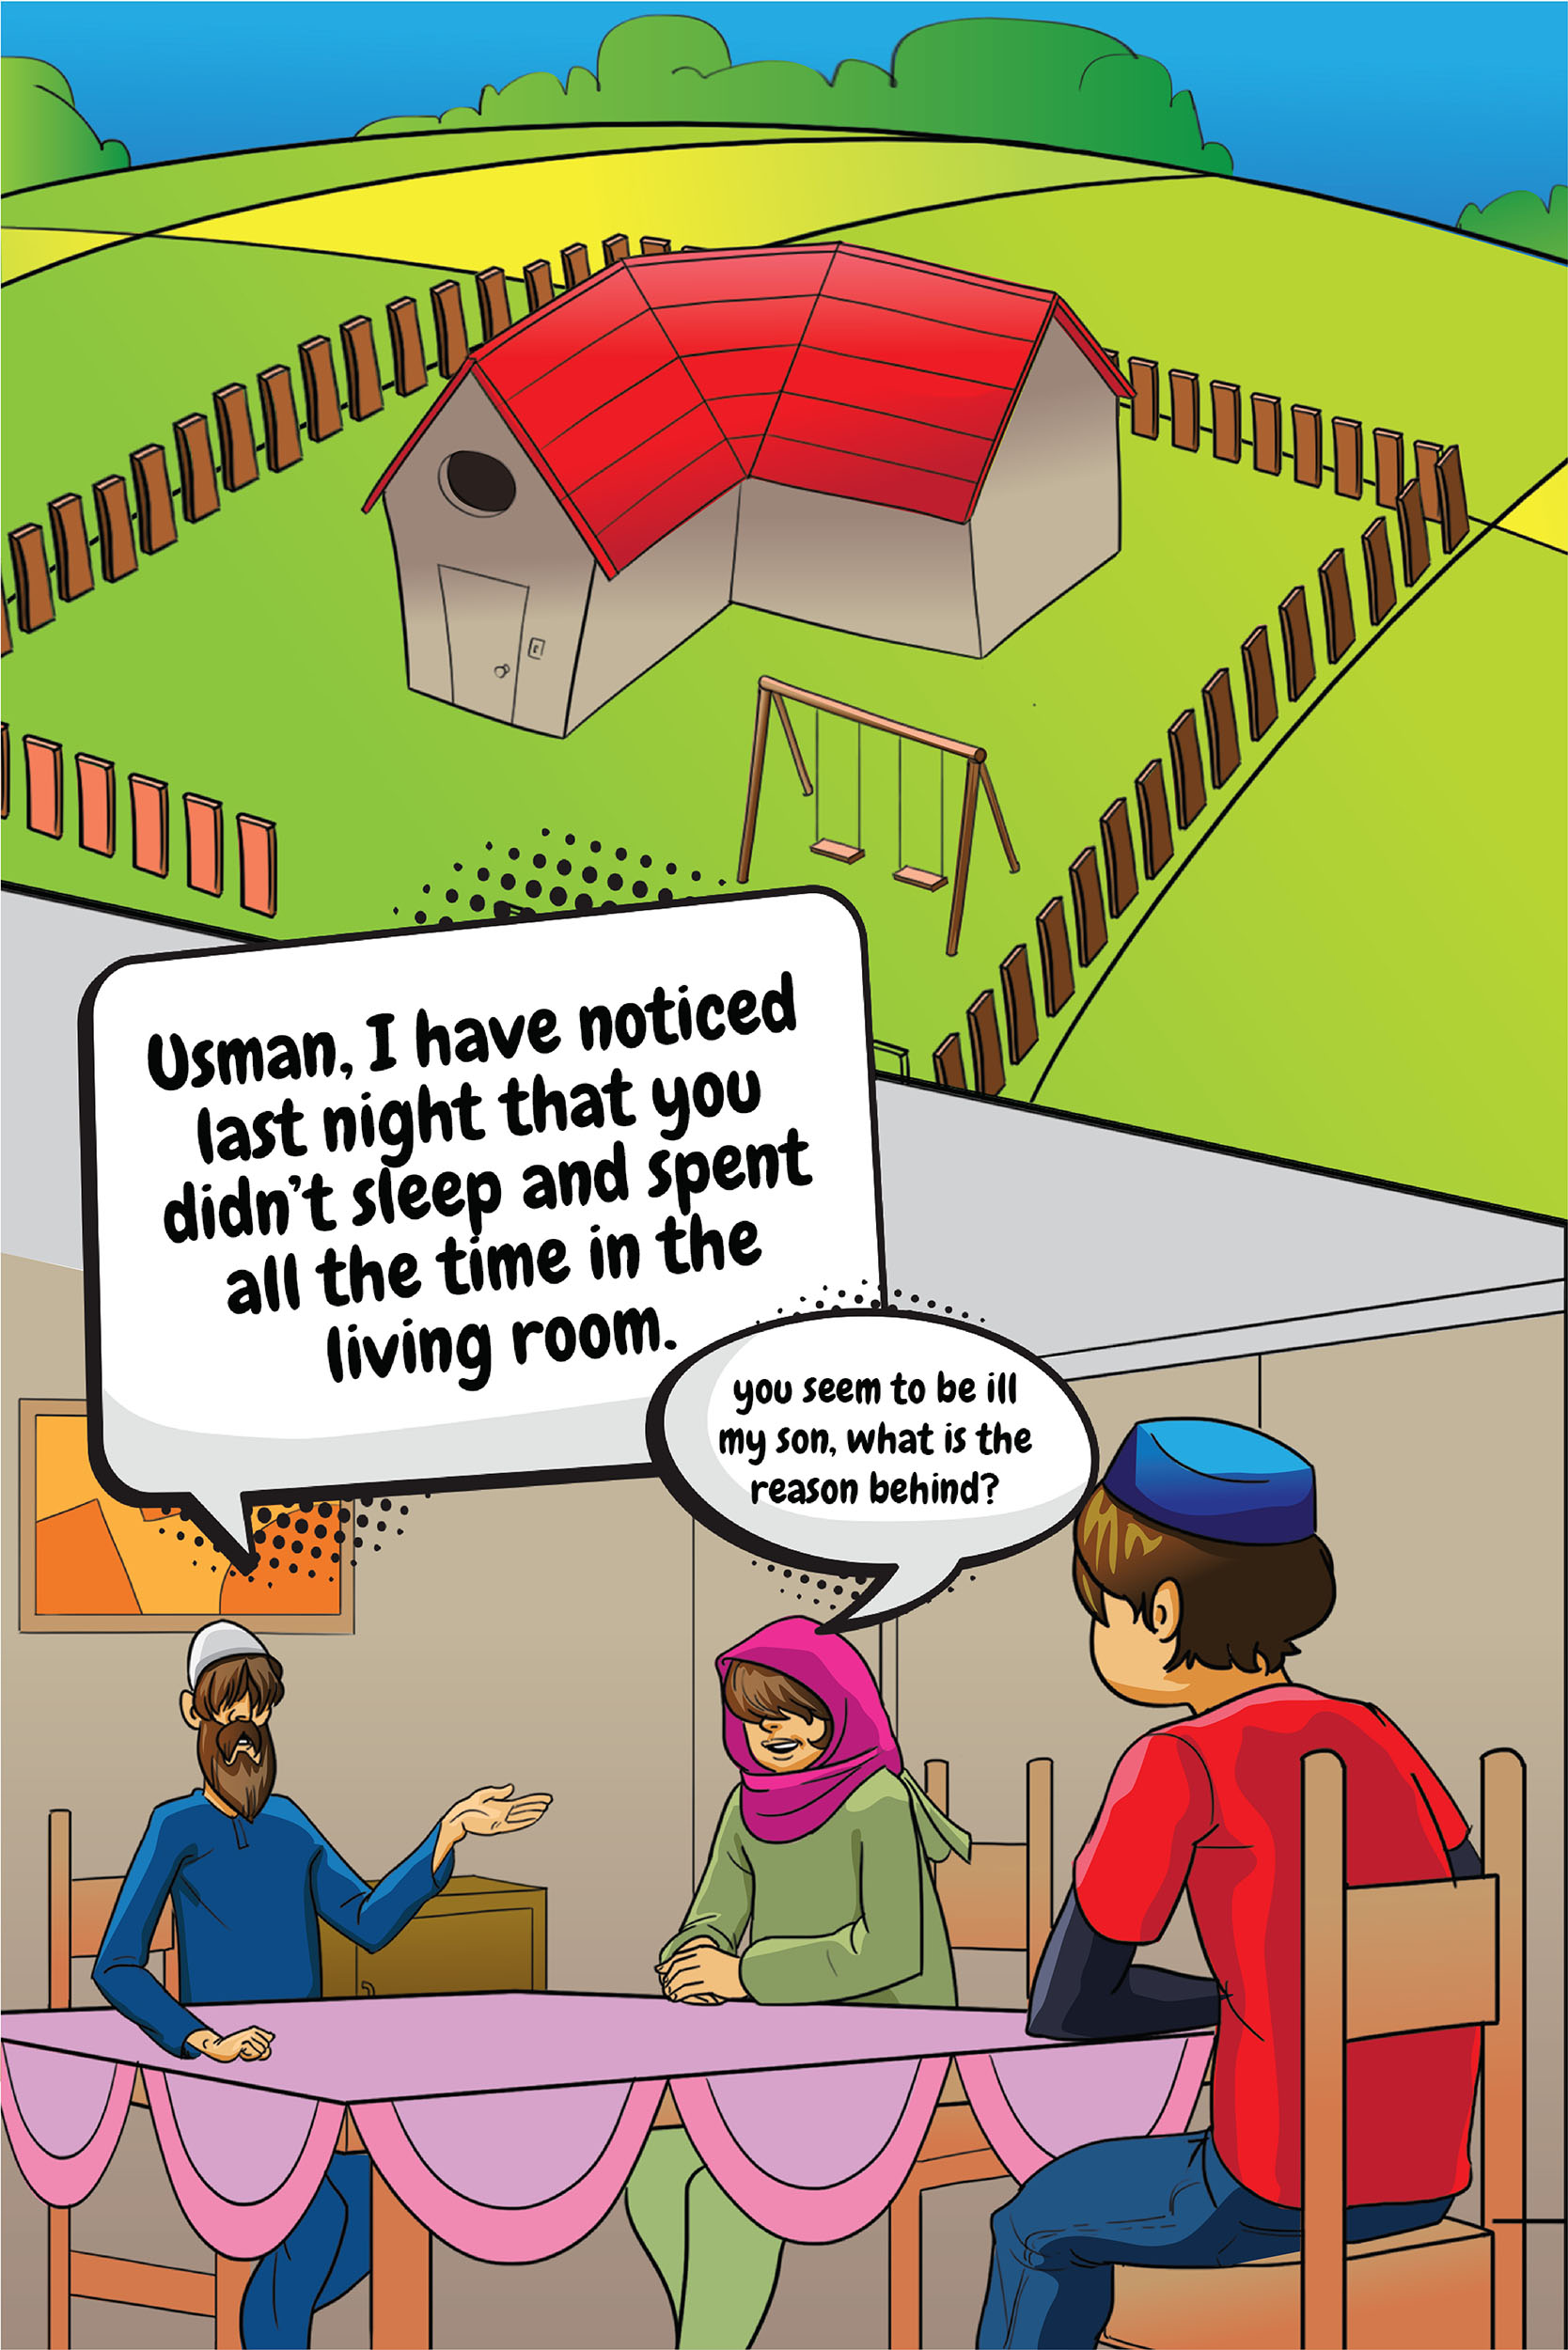 Usman, I have noticed
last night that you
didn't sleep and spent
all the time in the
living room.
you seem to be ill
my son, what is the
reason behind?